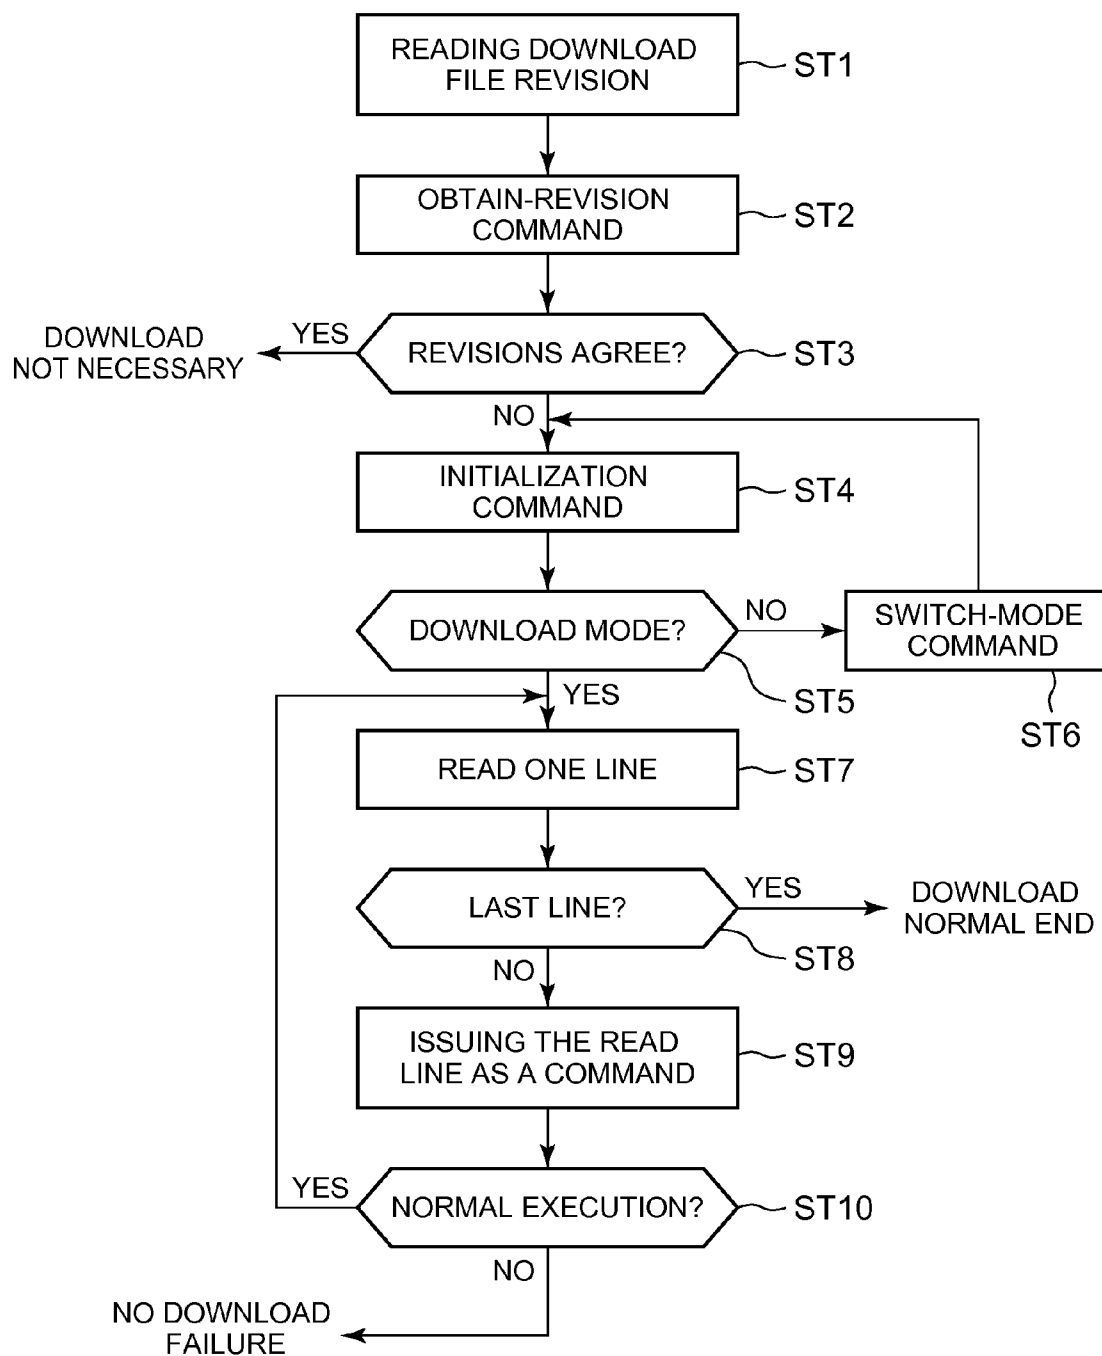 READING DOWNLOAD
FILE REVISION
ST1
OBTAIN-REVISION
COMMAND
ST2
DOWNLOAD
NOT NECESSARY
YES
REVISIONS AGREE?
ST3
NO
INITIALIZATION
COMMAND
ST4
DOWNLOAD MODE?
NO
SWITCH-MODE
COMMAND
ST5
ST6
YES
READ ONE LINE
ST7
LAST LINE?
YES
DOWNLOAD
NORMAL END
ST8
NO
ISSUING THE READ
LINE AS A COMMAND
ST9
YES
NORMAL EXECUTION?
ST10
NO
NO DOWNLOAD
FAILURE